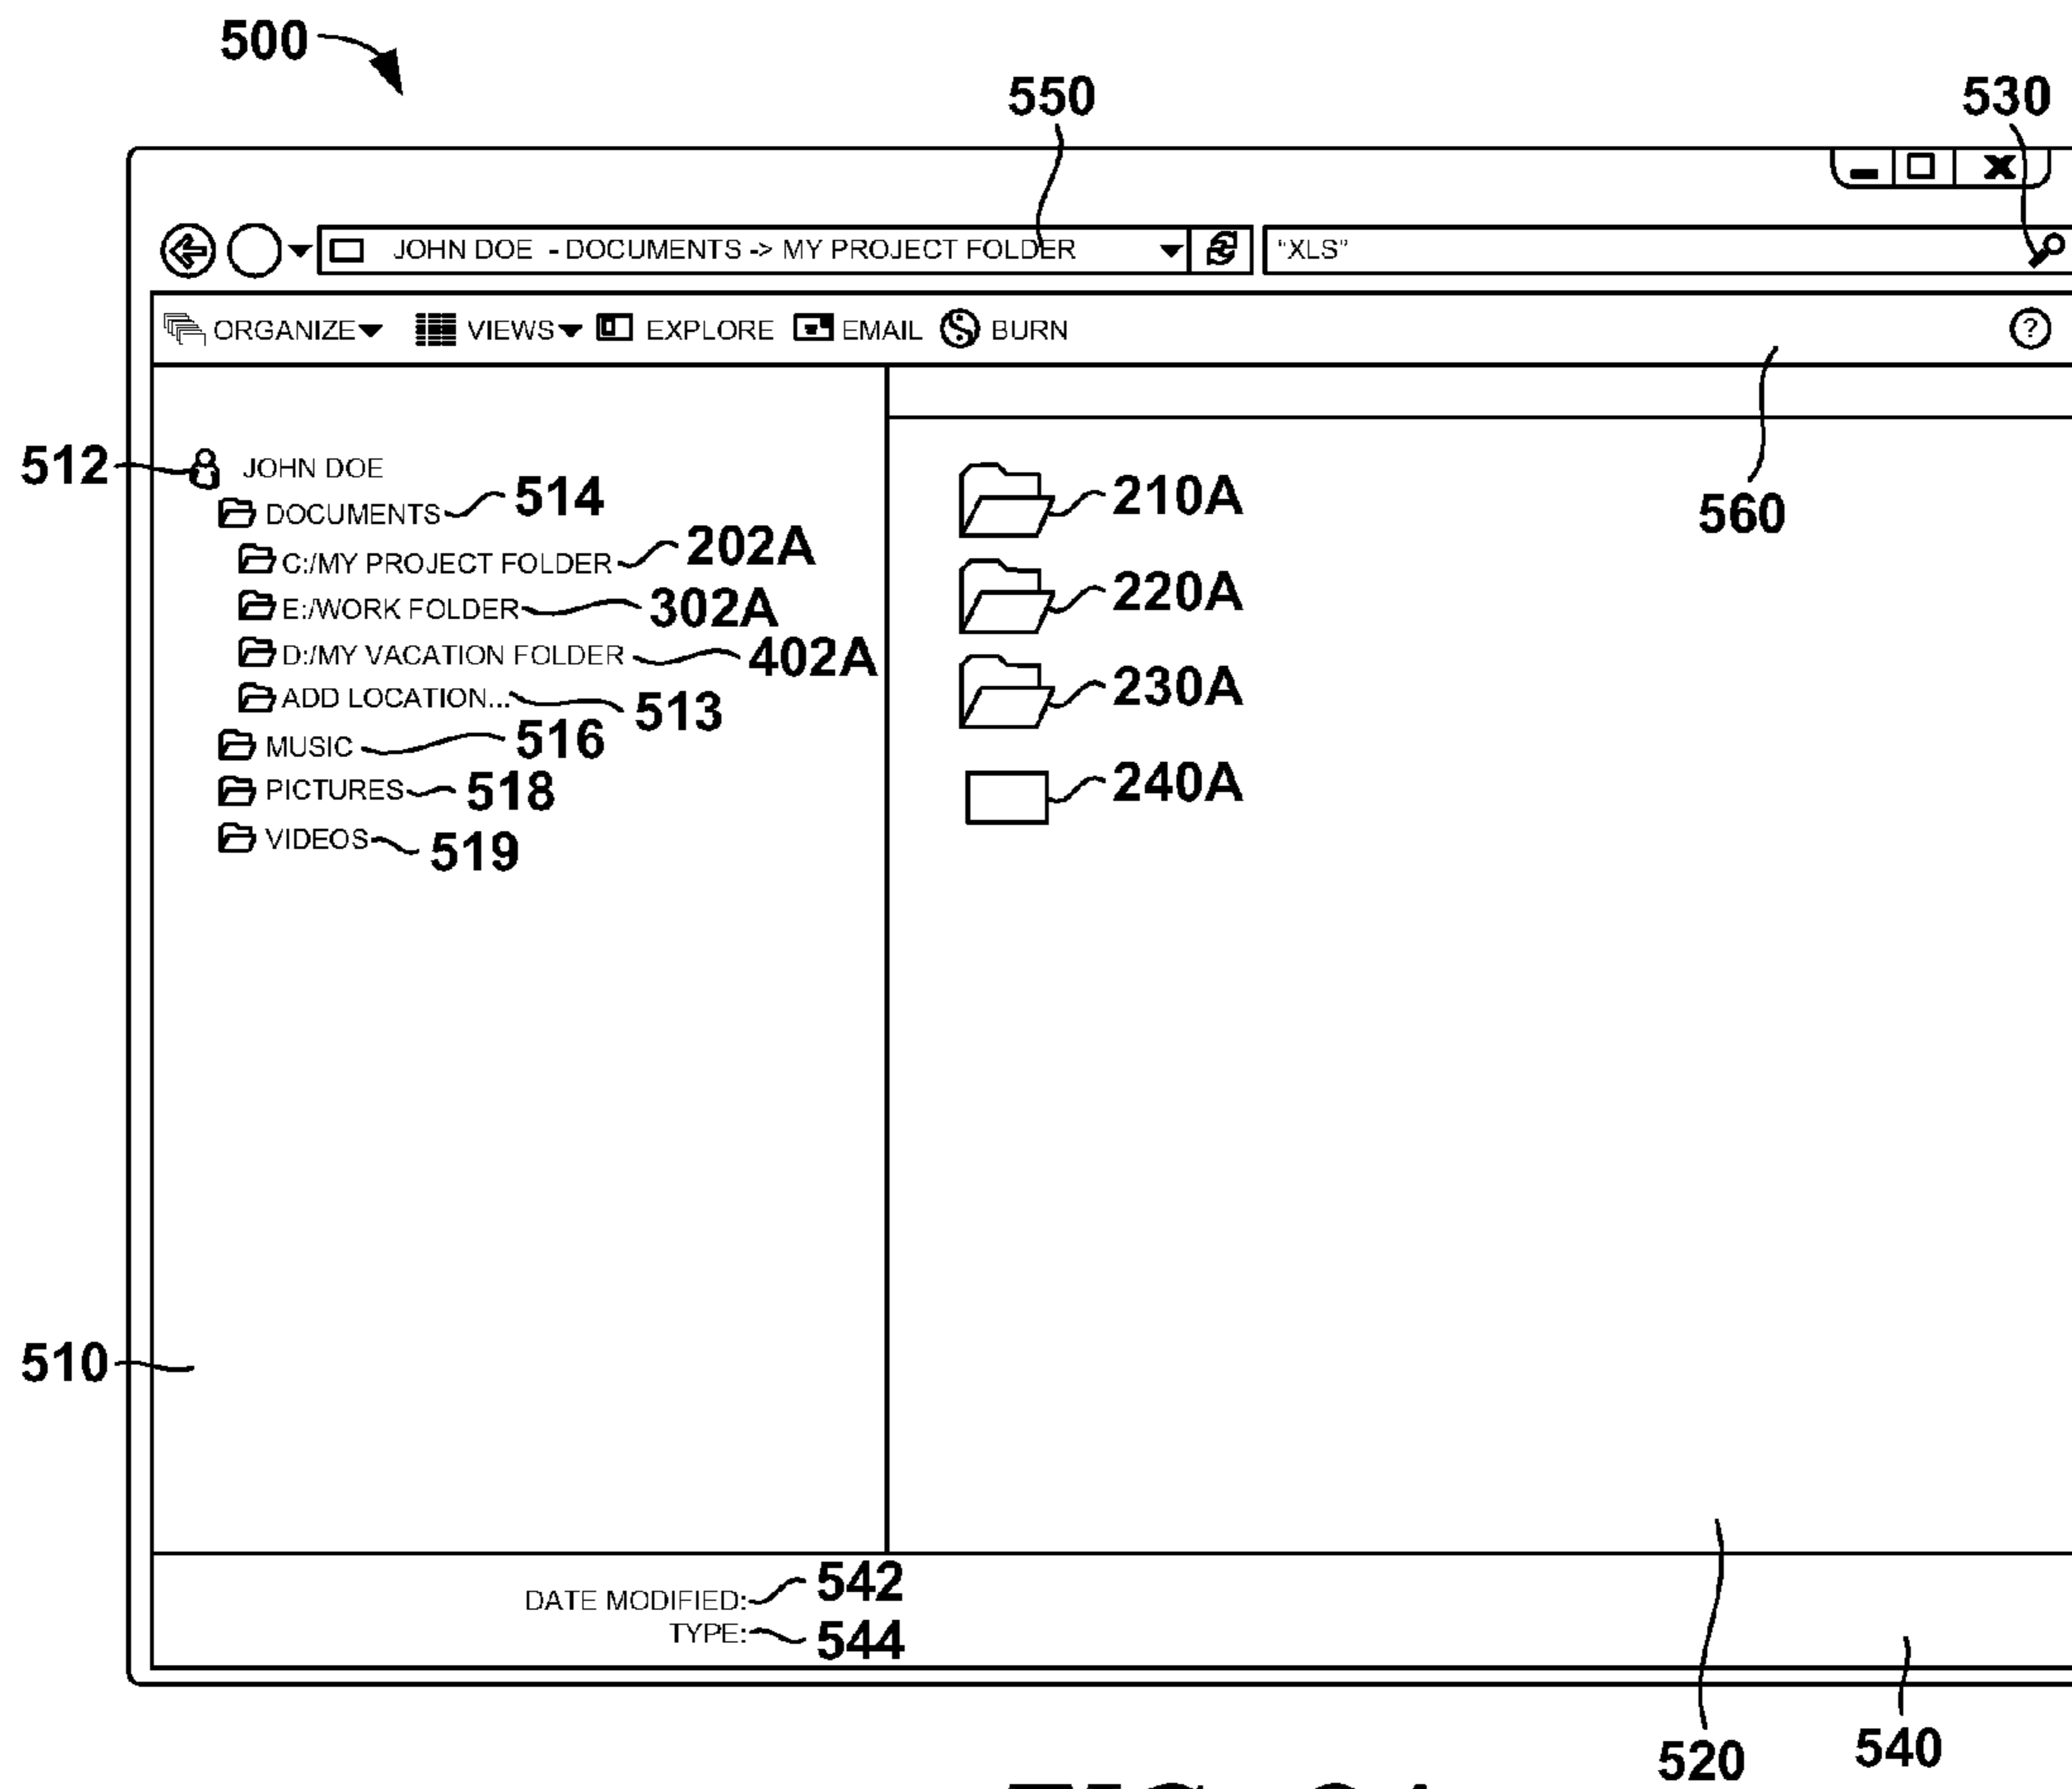 500
550
530
JOHN DOE - DOCUMENTS -> MY PROJECT FOLDER
"XLS"
ORGANIZE VIEWS EXPLORE EMAIL BURN ?
560
512 JOHN DOE
DOCUMENTS 514
C:/MY PROJECT FOLDER 202A
E:/WORK FOLDER 302A
D:/MY VACATION FOLDER 402A
ADD LOCATION... 513
MUSIC 516
PICTURES 518
VIDEOS 519
210A
220A
230A
240A
510
DATE MODIFIED: 542
TYPE: 544
520
540